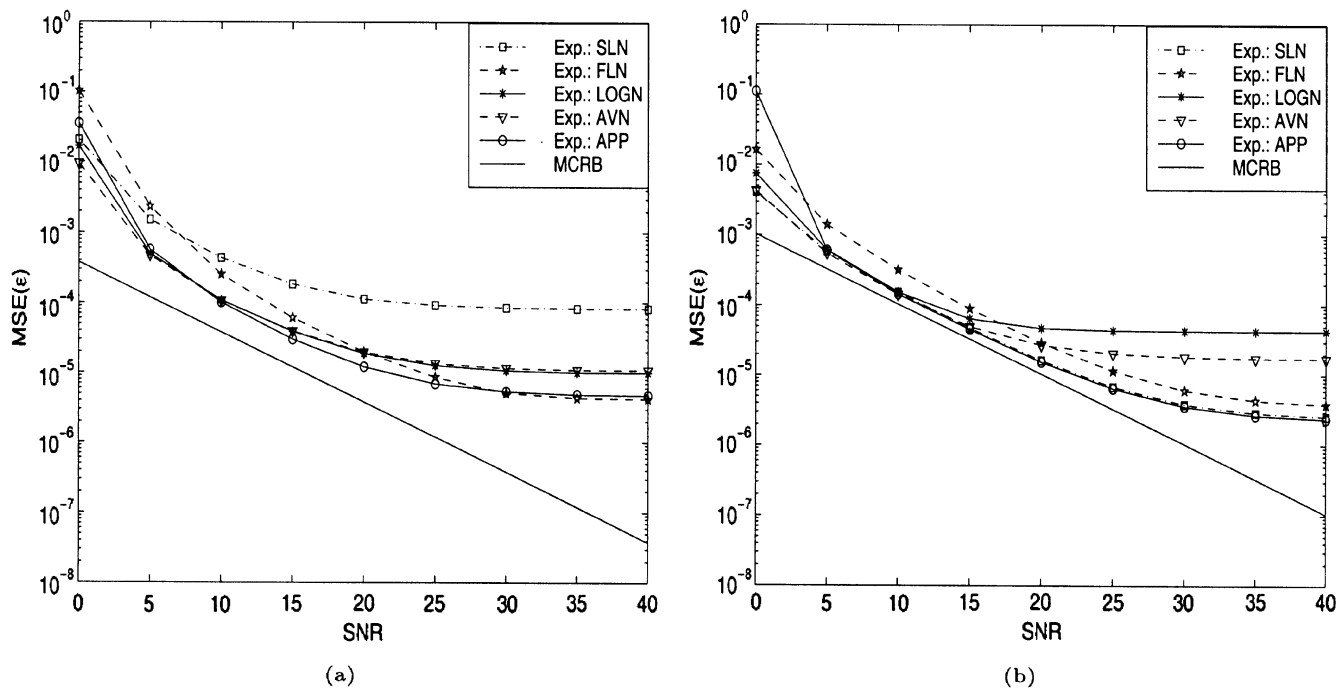 10^0
10^-1
10^-2
10^-3
10^-4
10^-5
10^-6
10^-7
10^-8
MSE(ε)
0 5 10 15 20 25 30 35 40
SNR
Exp.: SLN
Exp.: FLN
Exp.: LOGN
Exp.: AVN
Exp.: APP
MCRB
(a)
10^0
10^-1
10^-2
10^-3
10^-4
10^-5
10^-6
10^-7
10^-8
MSE(ε)
0 5 10 15 20 25 30 35 40
SNR
Exp.: SLN
Exp.: FLN
Exp.: LOGN
Exp.: AVN
Exp.: APP
MCRB
(b)